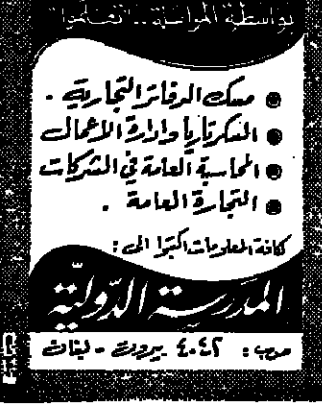 بواسطة المراسلة.. "تعلموا"
● مسك الدفاتر التجارية .
● السكرتاريا وادارة الاعمال
● المحاسبة العامة في الشركات
● التجارة العامة .
لكافة المعلومات اكتبوا الى :
المدرسة الدولية
ص.ب : ٤٠٤٢ بيروت - لبنان